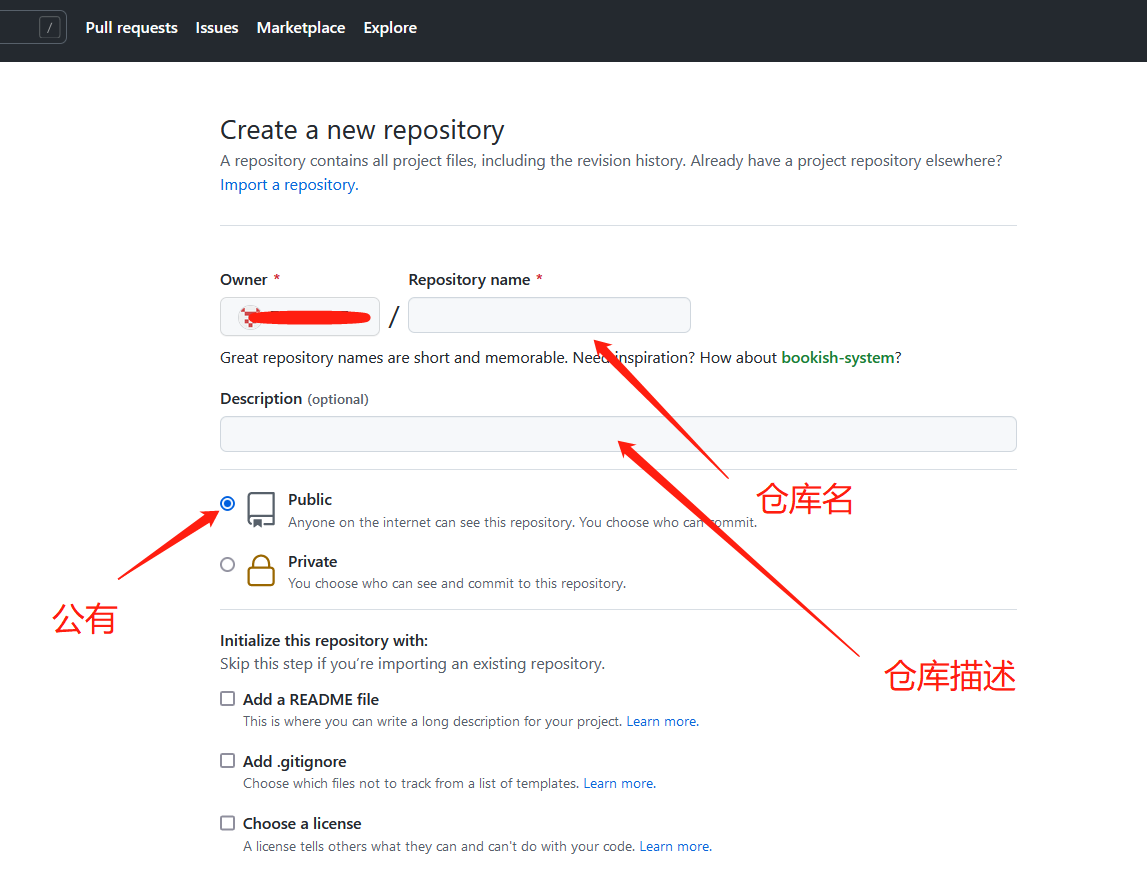 /
Pull requests Issues Marketplace Explore
Create a new repository
A repository contains all project files, including the revision history. Already have a project repository elsewhere?
Import a repository.
Owner * Repository name *
/
Great repository names are short and memorable. Need inspiration? How about bookish-system?
Description (optional)
仓库名
Public
Anyone on the internet can see this repository. You choose who can commit.
Private
You choose who can see and commit to this repository.
公有
Initialize this repository with:
Skip this step if you're importing an existing repository.
仓库描述
Add a README file
This is where you can write a long description for your project. Learn more.
Add .gitignore
Choose which files not to track from a list of templates. Learn more.
Choose a license
A license tells others what they can and can't do with your code. Learn more.